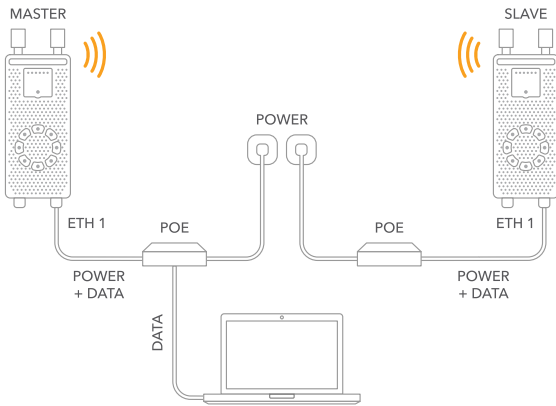 MASTER
SLAVE
POWER
ETH 1
POE
POE
ETH 1
POWER
+ DATA
POWER
+ DATA
DATA